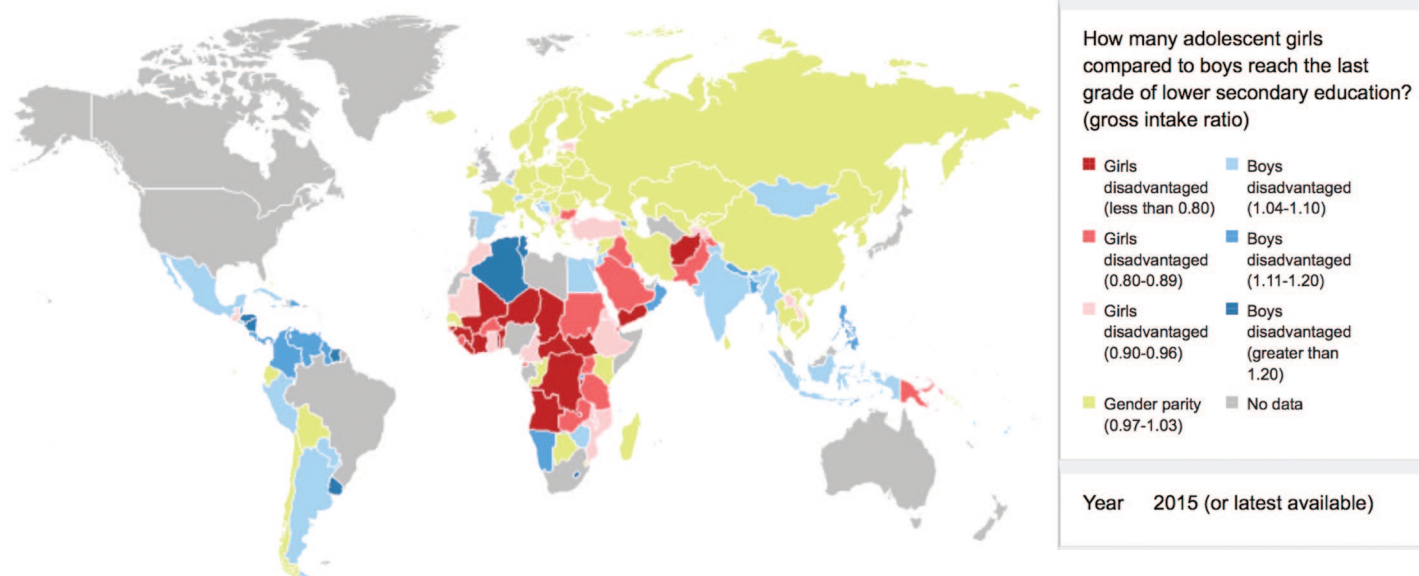 How many adolescent girls
compared to boys reach the last
grade of lower secondary education?
(gross intake ratio)
Girls
disadvantaged
(less than 0.80)
Boys
disadvantaged
(1.04-1.10)
Girls
disadvantaged
(0.80-0.89)
Boys
disadvantaged
(1.11-1.20)
Girls
disadvantaged
(0.90-0.96)
Boys
disadvantaged
(greater than
1.20)
Gender parity
(0.97-1.03)
No data
Year 2015 (or latest available)